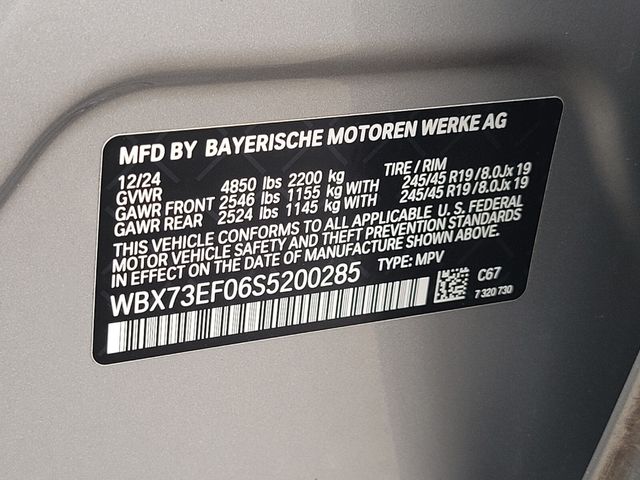 MFD BY BAYERISCHE MOTOREN WERKE AG
12/24 TIRE / RIM
GVWR 4850 lbs 2200 kg
GAWR FRONT 2546 lbs 1155 kg WITH 245/45 R19 / 8.0Jx 19
GAWR REAR 2524 lbs 1145 kg WITH 245/45 R19 / 8.0Jx 19
THIS VEHICLE CONFORMS TO ALL APPLICABLE U. S. FEDERAL
MOTOR VEHICLE SAFETY AND THEFT PREVENTION STANDARDS
IN EFFECT ON THE DATE OF MANUFACTURE SHOWN ABOVE.
WBX73EF06S5200285 TYPE: MPV
C67
7 320 730